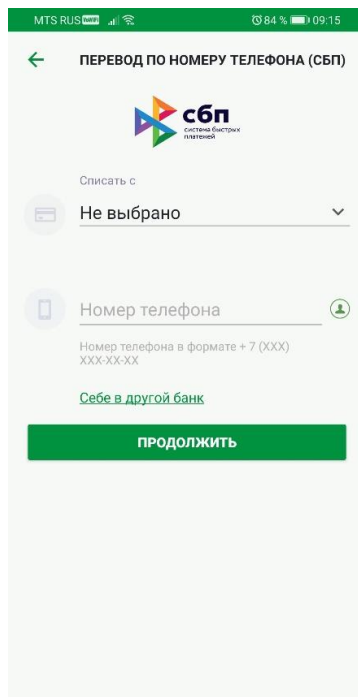 MTS RUS VoWiFi 84 % 09:15
ПЕРЕВОД ПО НОМЕРУ ТЕЛЕФОНА (СБП)
сбп
система быстрых
платежей
Списать с
Не выбрано
Номер телефона
Номер телефона в формате + 7 (XXX)
XXX-XX-XX
Себе в другой банк
ПРОДОЛЖИТЬ